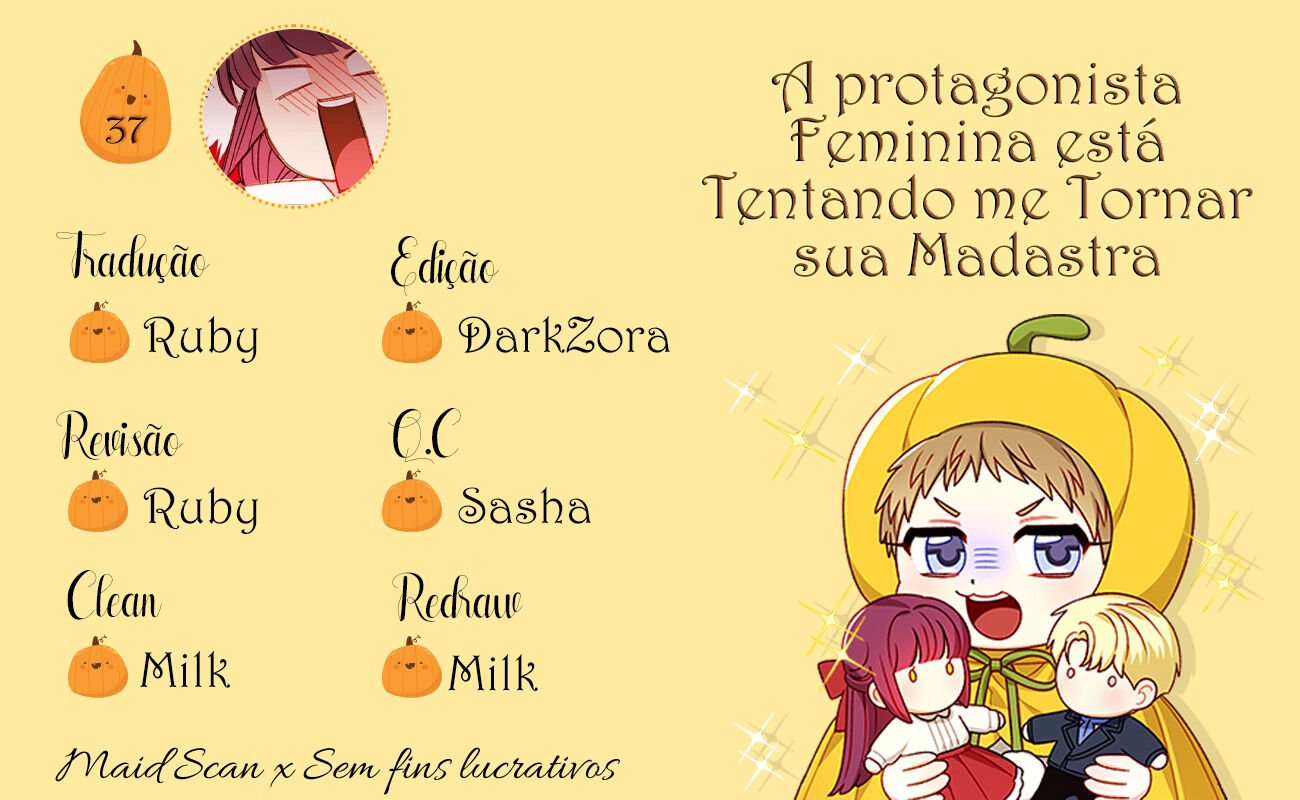 37
A protagonista
Feminina está
Tentando me Tornar
sua Madastra
Tradução
Ruby
Edição
DarkZora
Revisão
Ruby
Q.C
Sasha
Clean
Milk
Redraw
Milk
Maid Scan x Sem fins lucrativos